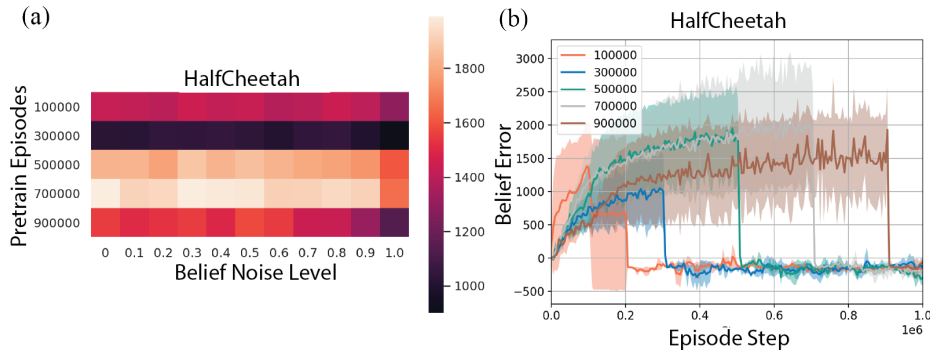 (a)
HalfCheetah
Pretrain Episodes
100000
300000
500000
700000
900000
0 0.1 0.2 0.3 0.4 0.5 0.6 0.7 0.8 0.9 1.0
Belief Noise Level
1800
1600
1400
1200
1000
(b)
HalfCheetah
Belief Error
3000
2500
2000
1500
1000
500
0
−500
100000
300000
500000
700000
900000
0.0 0.2 0.4 0.6 0.8 1.0
1e6
Episode Step